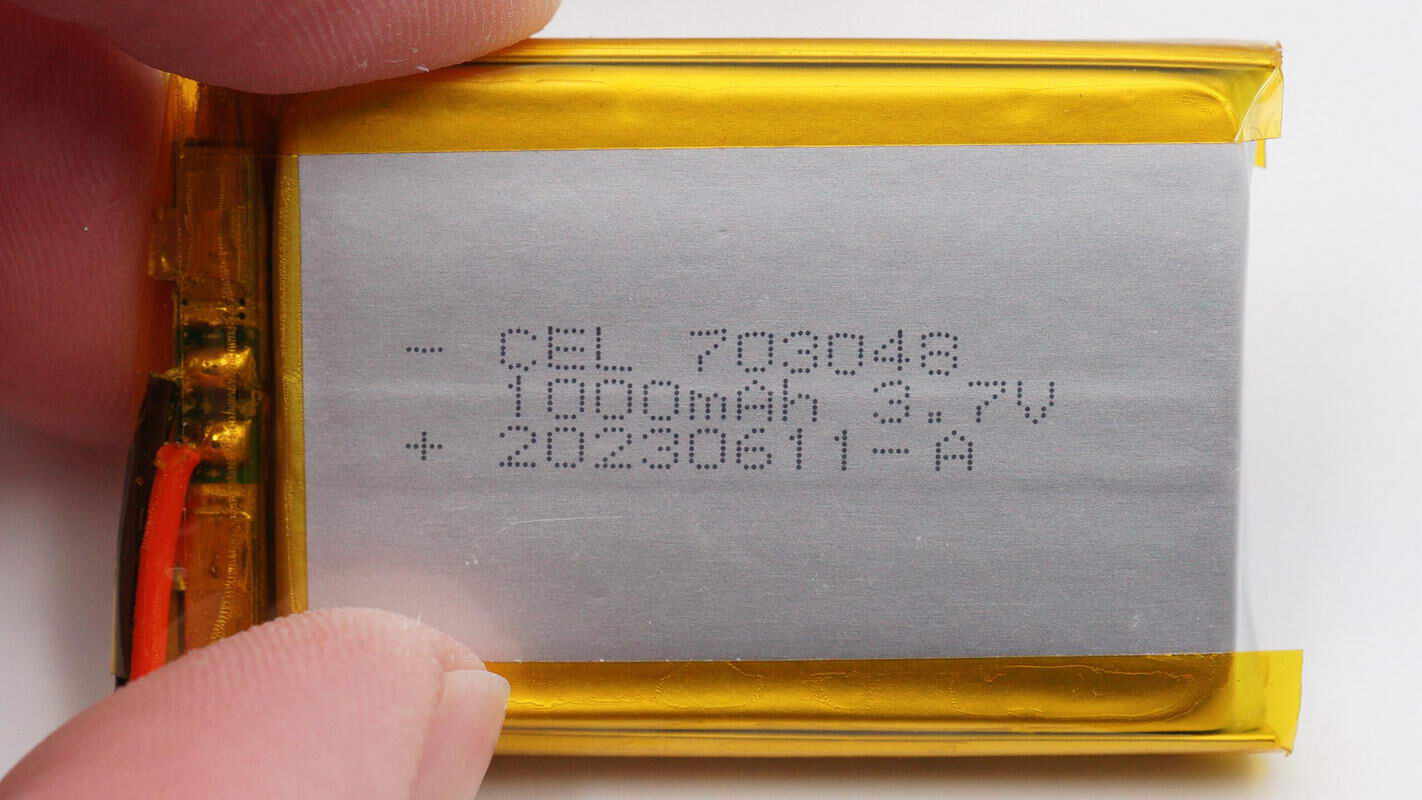 - CEL 703048
1000mAh 3.7V
+ 20230611-A